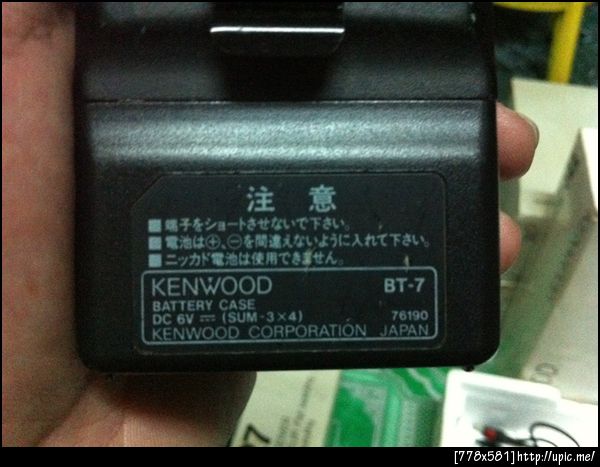 注意
■端子をショートさせないで下さい。
■電池は⊕、⊖を間違えないように入れて下さい。
■ニッカド電池は使用できません。
KENWOOD BT-7
BATTERY CASE
DC 6V ⎓ (SUM-3×4) 76190
KENWOOD CORPORATION JAPAN
[778x581]http://upic.me/